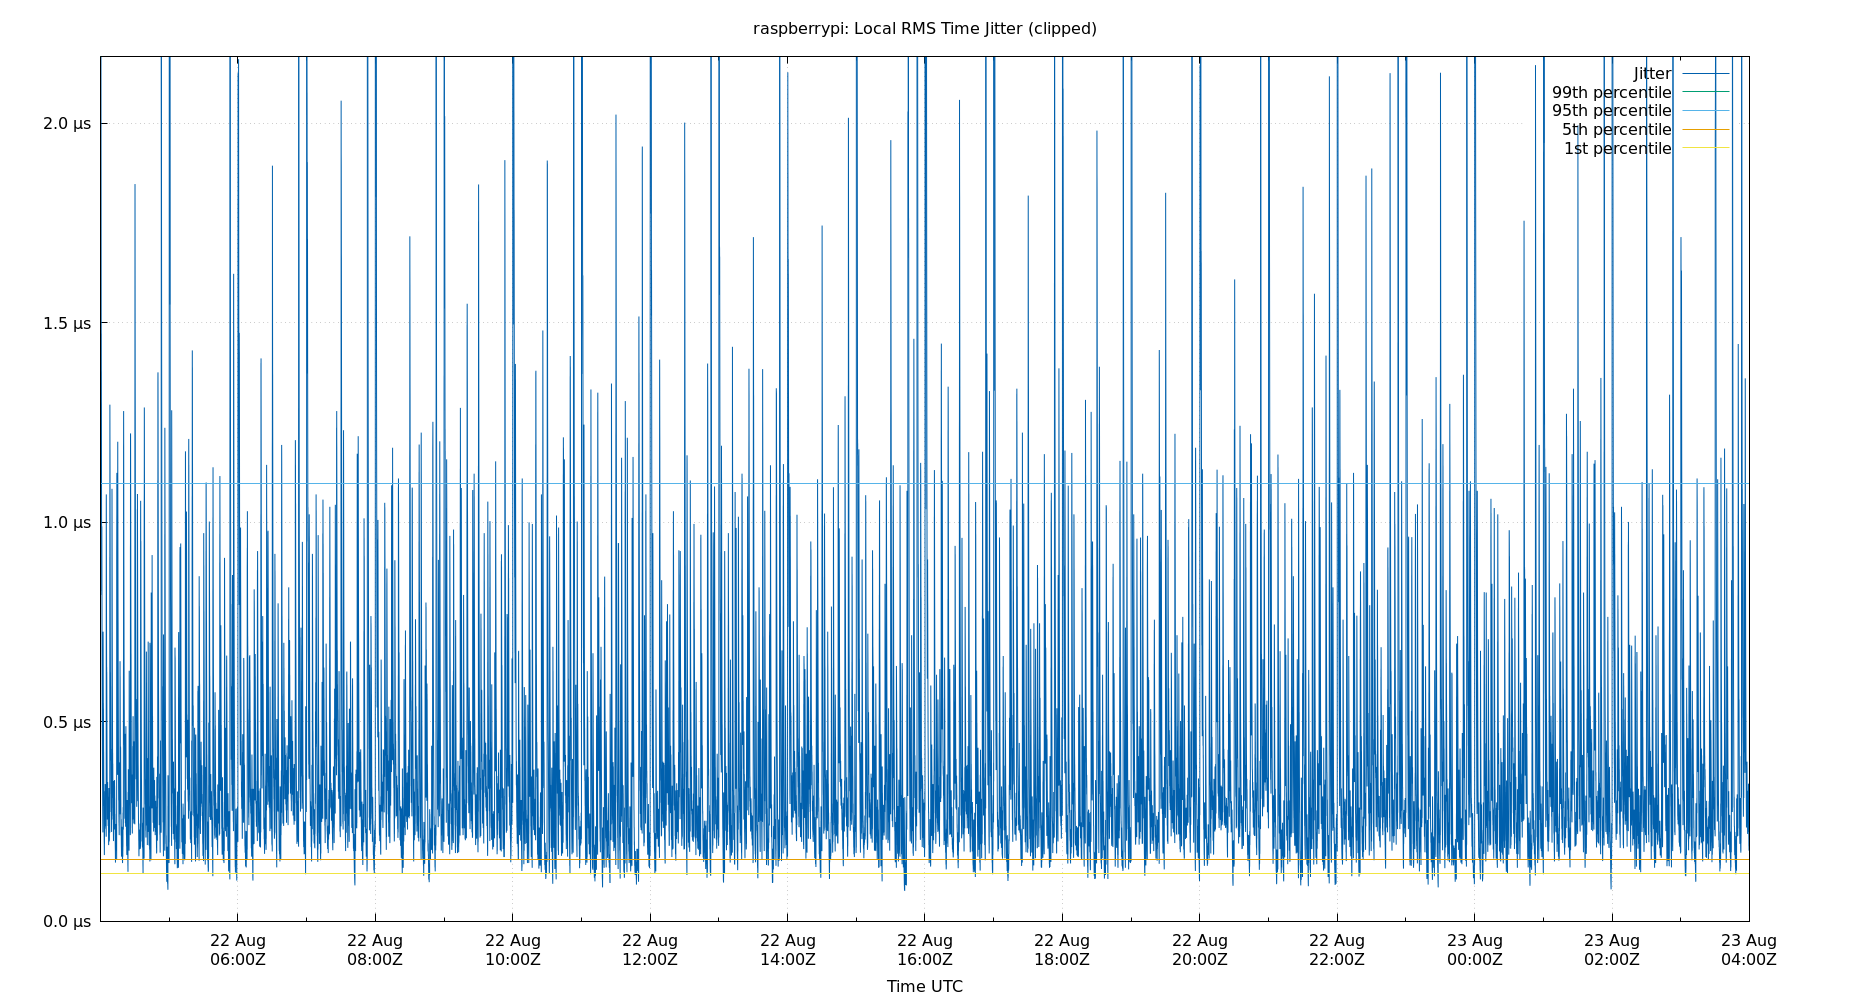 raspberrypi: Local RMS Time Jitter (clipped)
Jitter
99th percentile
95th percentile
5th percentile
1st percentile
2.0 µs
1.5 µs
1.0 µs
0.5 µs
0.0 µs
22 Aug 22 Aug 22 Aug 22 Aug 22 Aug 22 Aug 22 Aug 22 Aug 22 Aug 23 Aug 23 Aug 23 Aug
06:00Z 08:00Z 10:00Z 12:00Z 14:00Z 16:00Z 18:00Z 20:00Z 22:00Z 00:00Z 02:00Z 04:00Z
Time UTC